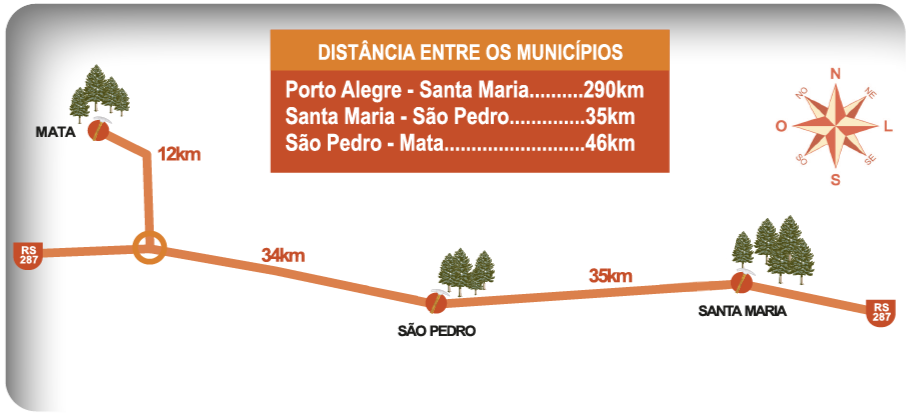 DISTÂNCIA ENTRE OS MUNICÍPIOS
Porto Alegre - Santa Maria..........290km
Santa Maria - São Pedro..............35km
São Pedro - Mata..........................46km
N
NO
NE
O
L
SO
SE
S
MATA
12km
RS
287
34km
35km
SÃO PEDRO
SANTA MARIA
RS
287